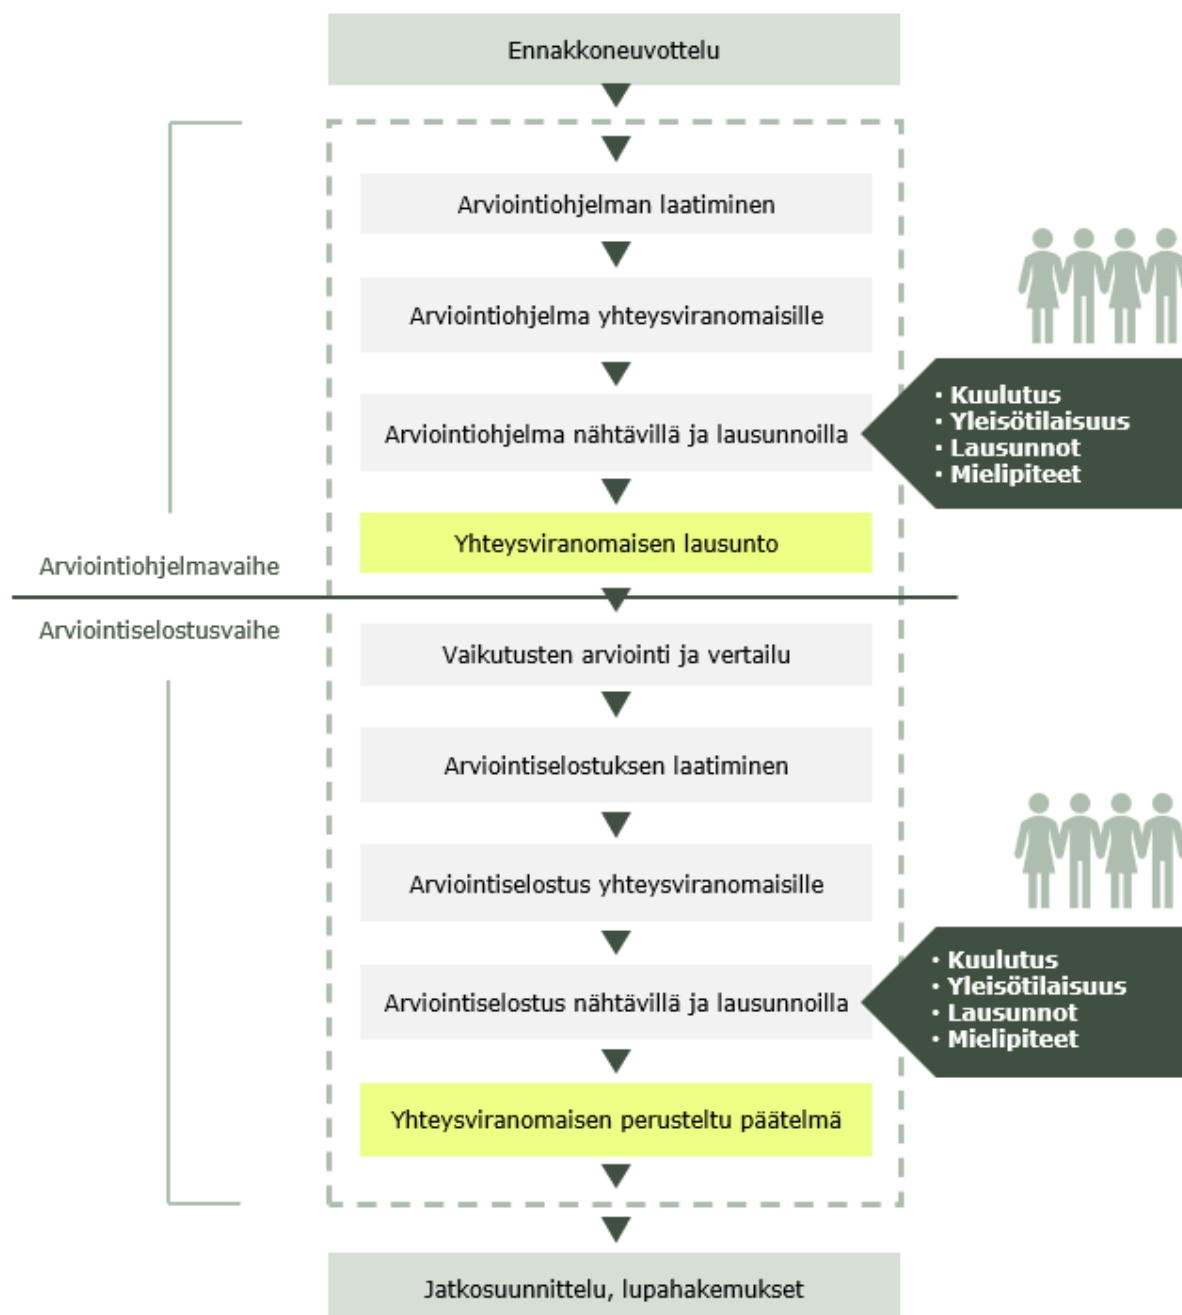 Ennakkoneuvottelu
Arviointiohjelman laatiminen
Arviointiohjelma yhteysviranomaisille
Arviointiohjelma nähtävillä ja lausunnoilla
• Kuulutus
• Yleisötilaisuus
• Lausunnot
• Mielipiteet
Yhteysviranomaisen lausunto
Arviointiohjelmavaihe
Arviointiselostusvaihe
Vaikutusten arviointi ja vertailu
Arviointiselostuksen laatiminen
Arviointiselostus yhteysviranomaisille
Arviointiselostus nähtävillä ja lausunnoilla
• Kuulutus
• Yleisötilaisuus
• Lausunnot
• Mielipiteet
Yhteysviranomaisen perusteltu päätelmä
Jatkosuunnittelu, lupahakemukset